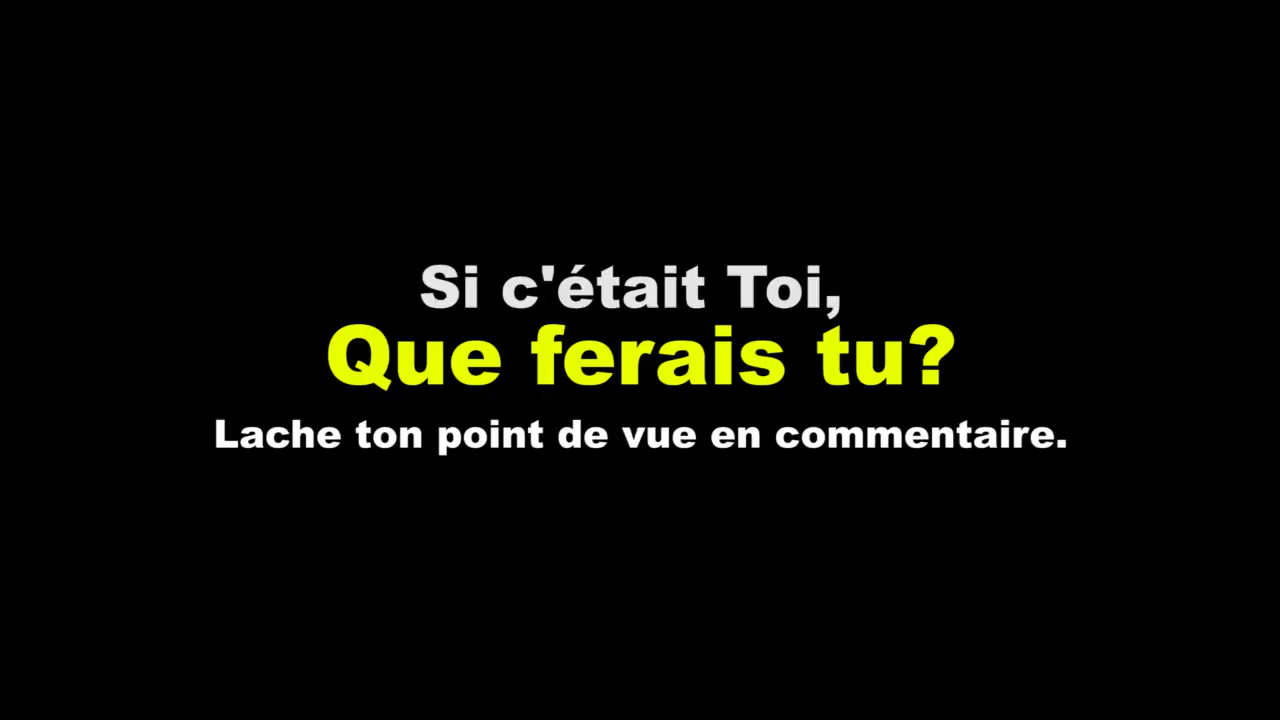 Si c'était Toi,
Que ferais tu?
Lache ton point de vue en commentaire.